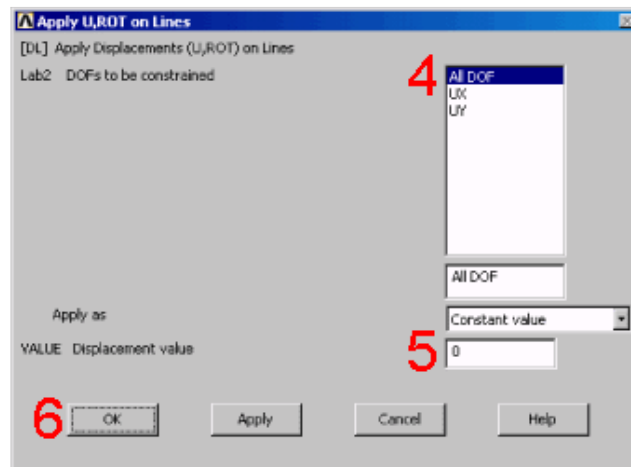 Apply U,ROT on Lines
[DL] Apply Displacements (U,ROT) on Lines
Lab2 DOFs to be constrained
4
All DOF
UX
UY
All DOF
Apply as
Constant value
VALUE Displacement value
5
0
6
OK
Apply
Cancel
Help